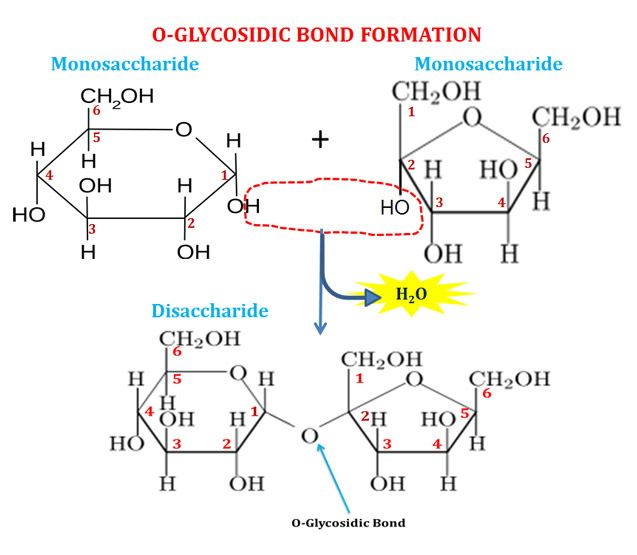 O-GLYCOSIDIC BOND FORMATION
Monosaccharide
Monosaccharide
CH₂OH
6
5
O
H
H
4
H
OH
H
1
HO
3
2
OH
H
OH
+
CH₂OH
1
O
CH₂OH
6
2
H
HO
5
HO
3
4
H
OH
H
H₂O
Disaccharide
CH₂OH
6
5
O
H
H
4
H
OH
H
1
HO
3
2
H
OH
O
CH₂OH
1
O
CH₂OH
6
2
H
HO
5
3
4
H
OH
H
O-Glycosidic Bond